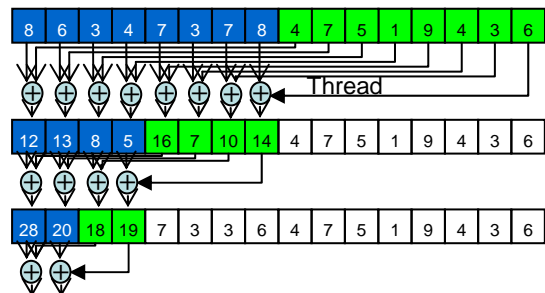 8 6 3 4 7 3 7 8 4 7 5 1 9 4 3 6
+ + + + + + + + Thread
12 13 8 5 16 7 10 14 4 7 5 1 9 4 3 6
+ + + +
28 20 18 19 7 3 3 6 4 7 5 1 9 4 3 6
+ +